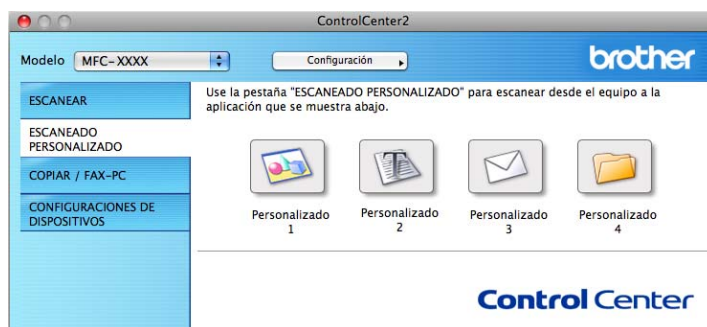 ControlCenter2
Modelo MFC-XXXX Configuración brother
ESCANEAR
ESCANEADO
PERSONALIZADO
COPIAR / FAX-PC
CONFIGURACIONES DE
DISPOSITIVOS
Use la pestaña "ESCANEADO PERSONALIZADO" para escanear desde el equipo a la
aplicación que se muestra abajo.
Personalizado
1
Personalizado
2
Personalizado
3
Personalizado
4
Control Center